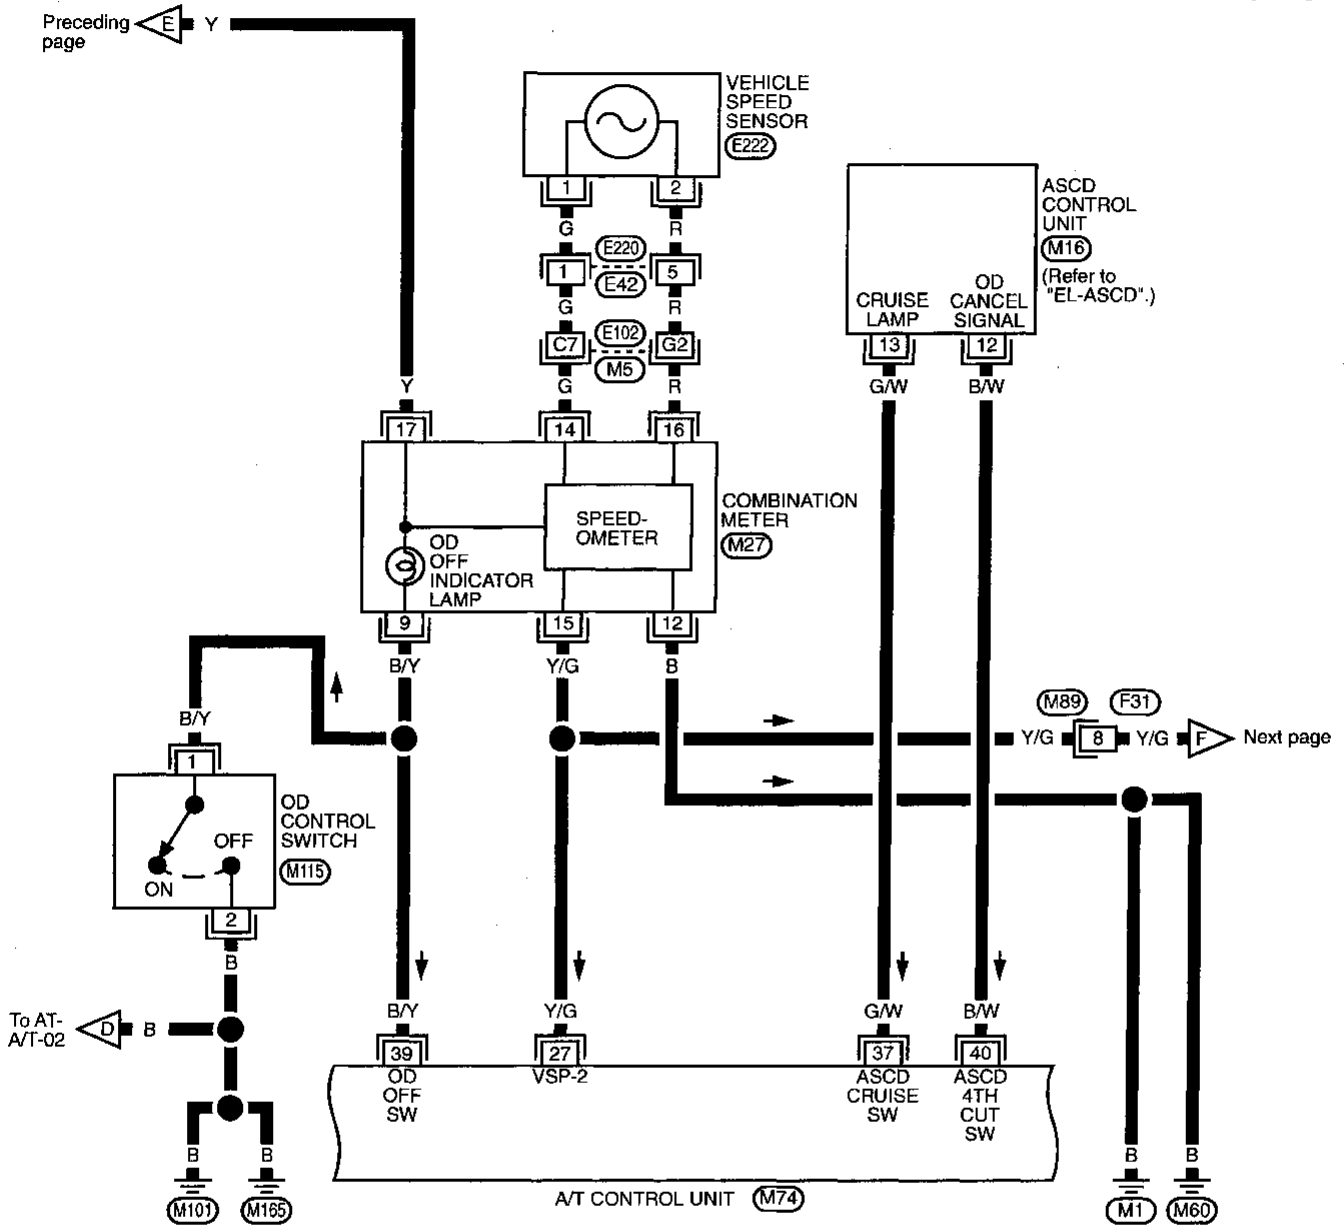 Preceding
page
E
Y
VEHICLE
SPEED
SENSOR
E222
1
2
G
R
E220
1
5
E42
G
R
E102
C7
G2
M5
Y
G
R
ASCD
CONTROL
UNIT
M16
(Refer to
"EL-ASCD".)
CRUISE
LAMP
OD
CANCEL
SIGNAL
13
12
G/W
B/W
17
14
16
SPEED-
OMETER
COMBINATION
METER
M27
OD
OFF
INDICATOR
LAMP
9
15
12
B/Y
Y/G
B
B/Y
M89
F31
Y/G
8
Y/G
F
Next page
1
OD
CONTROL
SWITCH
M115
OFF
ON
2
B
To AT-
A/T-02
D
B
B/Y
Y/G
G/W
B/W
39
27
37
40
OD
OFF
SW
VSP-2
ASCD
CRUISE
SW
ASCD
4TH
CUT
SW
B
B
B
B
M101
M165
A/T CONTROL UNIT
M74
M1
M60